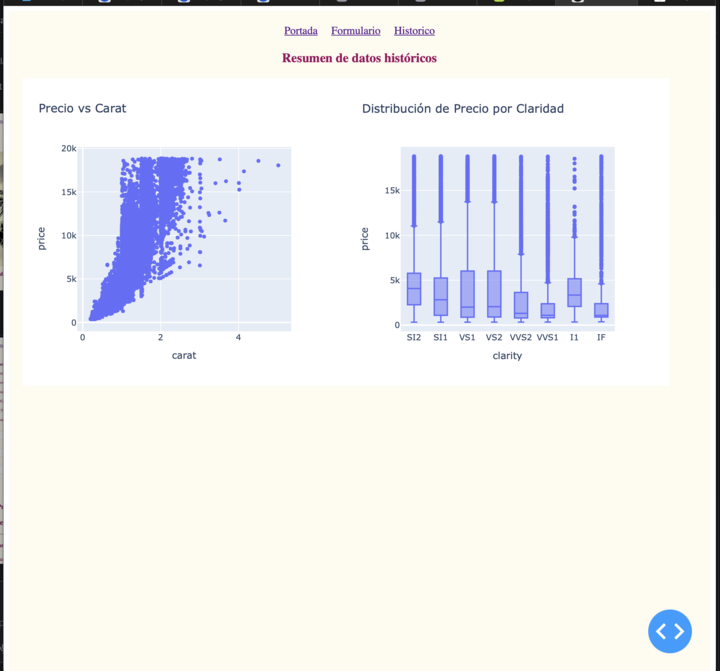 Portada Formulario Historico
Resumen de datos históricos
Precio vs Carat
20k
15k
10k
5k
0
price
0 2 4
carat
Distribución de Precio por Claridad
15k
10k
5k
0
price
SI2 SI1 VS1 VS2 VVS2 VVS1 I1 IF
clarity